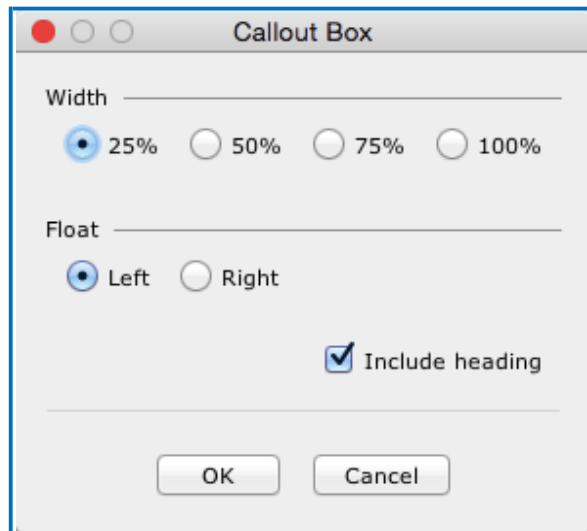 Callout Box
Width
25% 50% 75% 100%
Float
Left Right
Include heading
OK Cancel